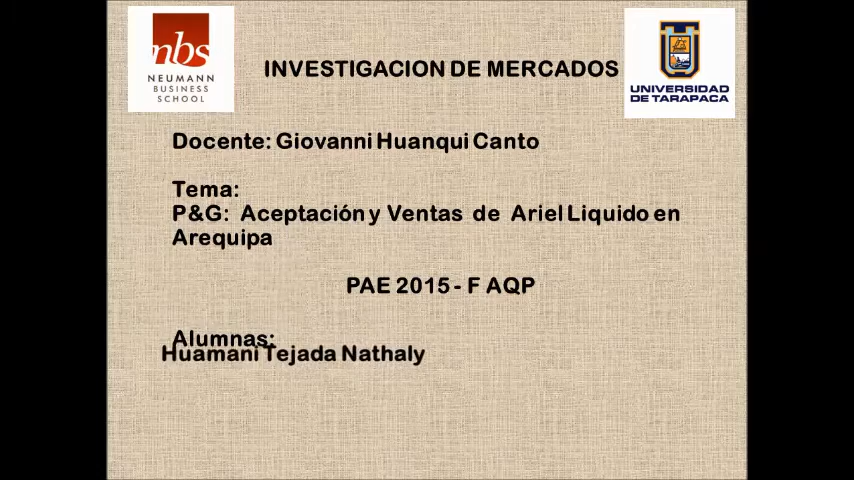 nbs
NEUMANN
BUSINESS
SCHOOL
INVESTIGACION DE MERCADOS
UNIVERSIDAD
DE TARAPACA
Docente: Giovanni Huanqui Canto
Tema:
P&G: Aceptación y Ventas de Ariel Liquido en
Arequipa
PAE 2015 - F AQP
Alumnas:
Huamani Tejada Nathaly